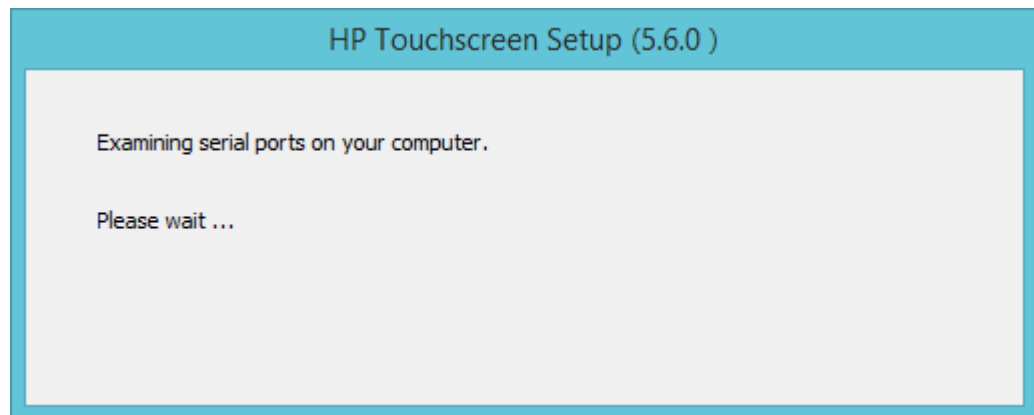 HP Touchscreen Setup (5.6.0 )
Examining serial ports on your computer.
Please wait ...